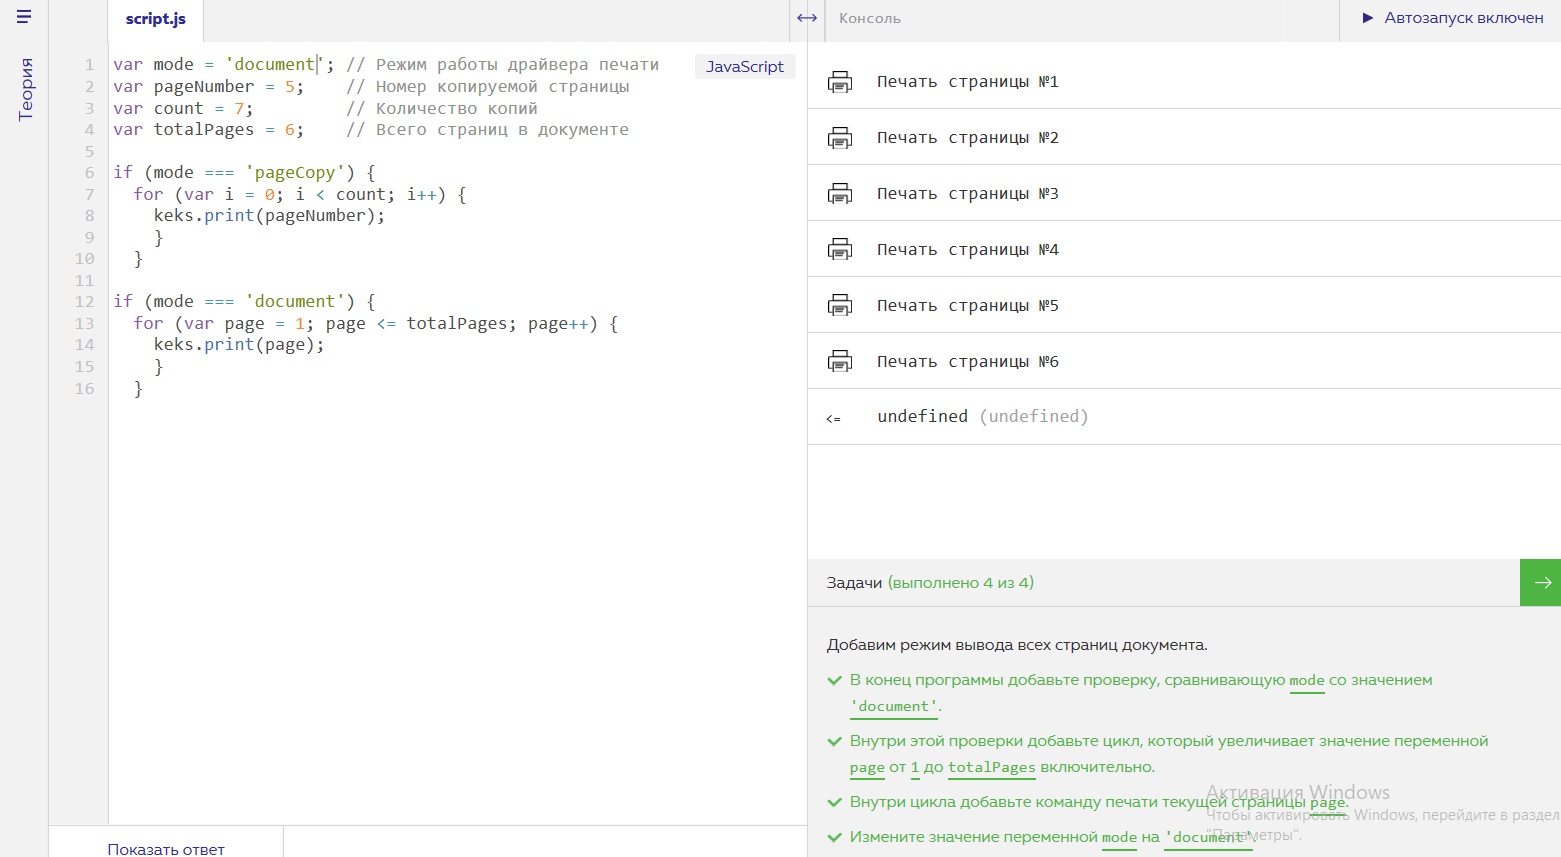 script.js
Консоль
Автозапуск включен
Теория
JavaScript
1 var mode = 'document'; // Режим работы драйвера печати
2 var pageNumber = 5;    // Номер копируемой страницы
3 var count = 7;         // Количество копий
4 var totalPages = 6;    // Всего страниц в документе
5
6 if (mode === 'pageCopy') {
7   for (var i = 0; i < count; i++) {
8     keks.print(pageNumber);
9     }
10   }
11
12 if (mode === 'document') {
13   for (var page = 1; page <= totalPages; page++) {
14     keks.print(page);
15     }
16   }
Показать ответ
Печать страницы №1
Печать страницы №2
Печать страницы №3
Печать страницы №4
Печать страницы №5
Печать страницы №6
<= undefined (undefined)
Задачи (выполнено 4 из 4)
Добавим режим вывода всех страниц документа.
В конец программы добавьте проверку, сравнивающую mode со значением
'document'.
Внутри этой проверки добавьте цикл, который увеличивает значение переменной
page от 1 до totalPages включительно.
Внутри цикла добавьте команду печати текущей страницы page.
Измените значение переменной mode на 'document'.
Активация Windows
Чтобы активировать Windows, перейдите в раздел
"Параметры".